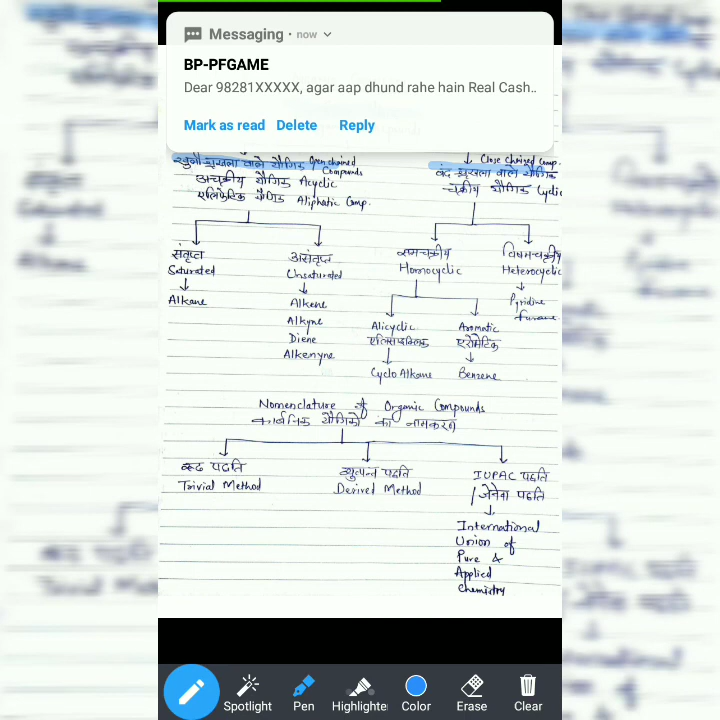 Messaging • now
BP-PFGAME
Dear 98281XXXXX, agar aap dhund rahe hain Real Cash..
Mark as read Delete Reply
खुली श्रृंखला वाले यौगिक Open chained Compounds
अचक्रीय यौगिक Acyclic
एलिफेटिक यौगिक Aliphatic Comp.
Close Chained Comp.
बंद श्रृंखला वाले यौगिक
चक्रीय यौगिक Cyclic
संतृप्त
Saturated
Alkane
असंतृप्त
Unsaturated
Alkene
Alkyne
Diene
Alkenyne
समचक्रीय
Homocyclic
विषमचक्रीय
Heterocyclic
Pyridine
furane
Alicyclic
Cyclo Alkane
Aromatic
एरोमेटिक
Benzene
Nomenclature of Organic Compounds
कार्बनिक यौगिको का नामकरण
रूढ पद्धति
Trivial Method
व्युत्पन्न पद्धति
Derived Method
IUPAC पद्धति
/ जेनेवा पद्धति
International
Union of
Pure &
Applied
Chemistry
Spotlight Pen Highlighte Color Erase Clear